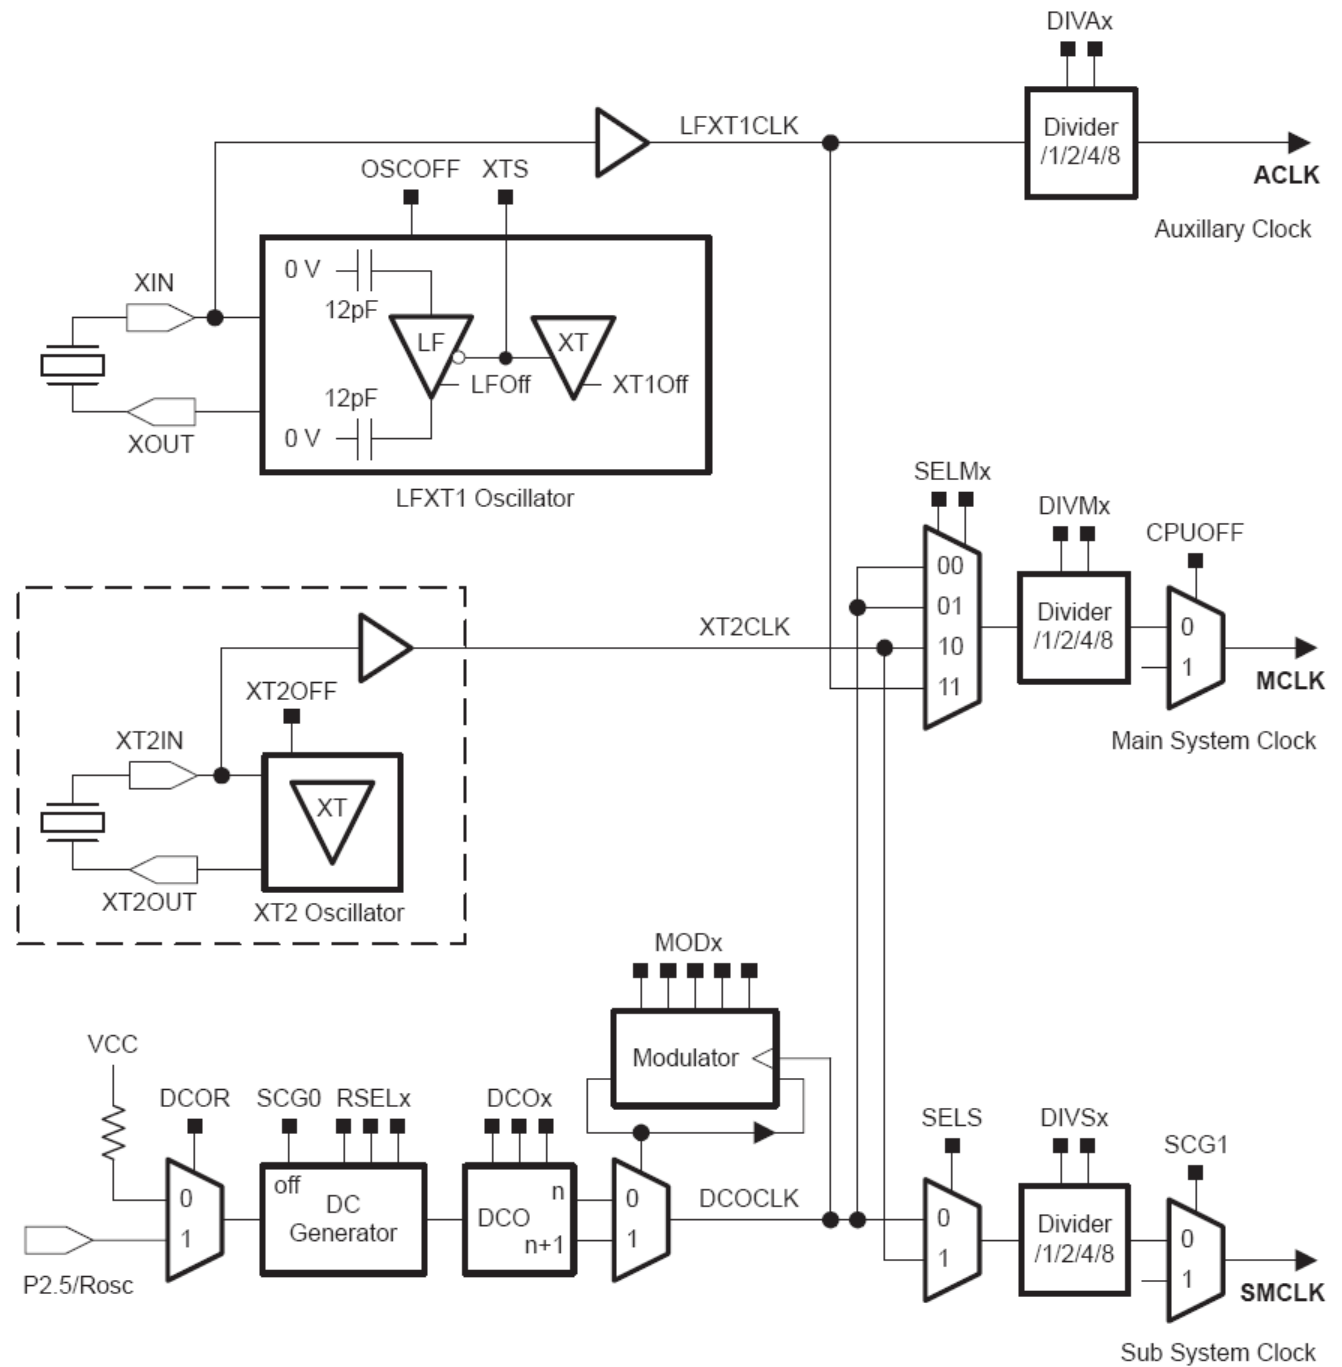 DIVAx
LFXT1CLK
Divider
/1/2/4/8
ACLK
Auxillary Clock
OSCOFF XTS
XIN
0 V
12pF
LF
XT
LFOff
XT1Off
12pF
0 V
XOUT
LFXT1 Oscillator
SELMx
DIVMx
CPUOFF
00
01
10
11
Divider
/1/2/4/8
0
1
MCLK
Main System Clock
XT2CLK
XT2OFF
XT2IN
XT
XT2OUT
XT2 Oscillator
MODx
Modulator
VCC
DCOR
SCG0 RSELx
DCOx
0
1
off
DC
Generator
DCO
n
n+1
0
1
DCOCLK
P2.5/Rosc
SELS
DIVSx
SCG1
0
1
Divider
/1/2/4/8
0
1
SMCLK
Sub System Clock